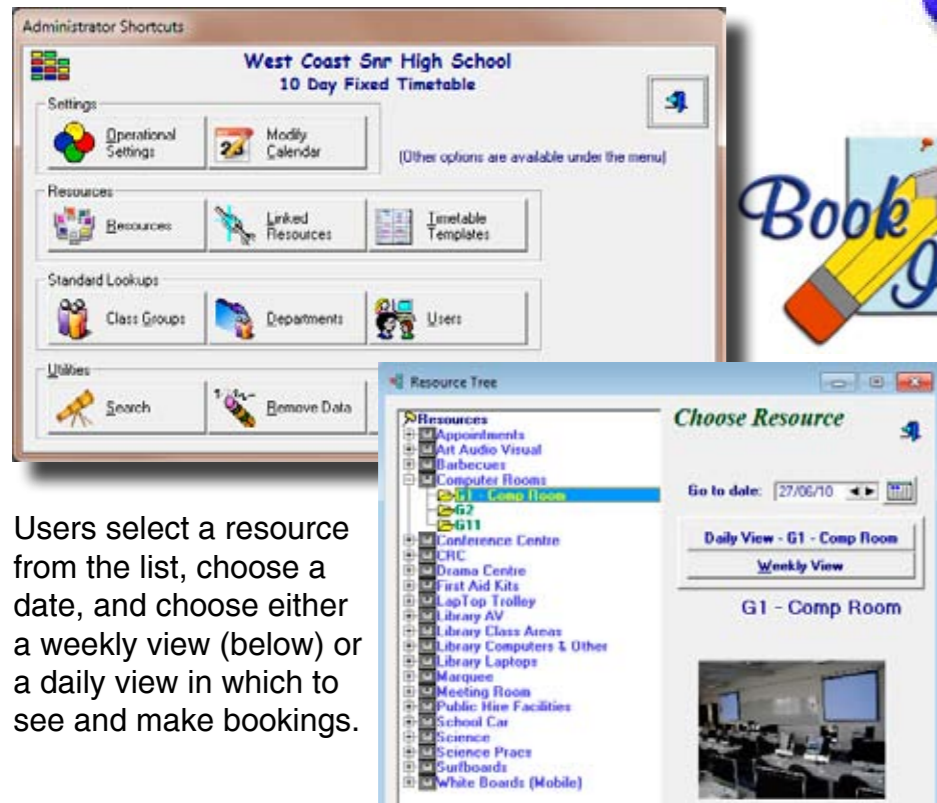 Administrator Shortcuts
West Coast Snr High School
10 Day Fixed Timetable
Settings
Operational
Settings
Modify
Calendar
(Other options are available under the menu)
Resources
Resources
Linked
Resources
Timetable
Templates
Standard Lookups
Class Groups
Departments
Users
Utilities
Search
Remove Data
Book
Resource Tree
Resources
Appointments
Art Audio Visual
Barbecues
Computer Rooms
G1 - Comp Room
G2
G11
Conference Centre
CRC
Drama Centre
First Aid Kits
LapTop Trolley
Library AV
Library Class Areas
Library Computers & Other
Library Laptops
Marquee
Meeting Room
Public Hire Facilities
School Car
Science
Science Pracs
Surfboards
White Boards (Mobile)
Choose Resource
Go to date: 27/06/10
Daily View - G1 - Comp Room
Weekly View
G1 - Comp Room
Users select a resource
from the list, choose a
date, and choose either
a weekly view (below) or
a daily view in which to
see and make bookings.